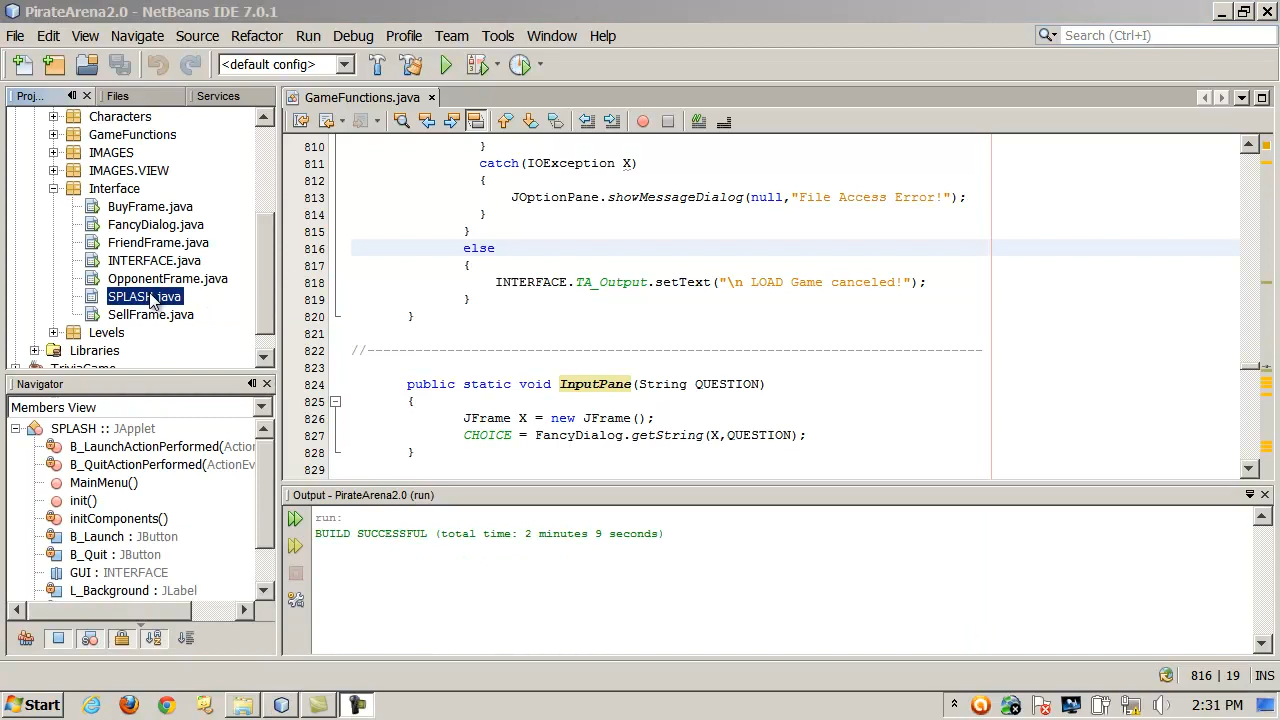 PirateArena2.0 - NetBeans IDE 7.0.1
File Edit View Navigate Source Refactor Run Debug Profile Team Tools Window Help
Search (Ctrl+I)
<default config>
Proj...
Files
Services
Characters
GameFunctions
IMAGES
IMAGES.VIEW
Interface
BuyFrame.java
FancyDialog.java
FriendFrame.java
INTERFACE.java
OpponentFrame.java
SPLASH.java
SellFrame.java
Levels
Libraries
TriviaGame
Navigator
Members View
SPLASH :: JApplet
B_LaunchActionPerformed(Action
B_QuitActionPerformed(ActionEv
MainMenu()
init()
initComponents()
B_Launch : JButton
B_Quit : JButton
GUI : INTERFACE
L_Background : JLabel
GameFunctions.java
810 }
811 catch(IOException X)
812 {
813 JOptionPane.showMessageDialog(null,"File Access Error!");
814 }
815 }
816 else
817 {
818 INTERFACE.TA_Output.setText("\n LOAD Game canceled!");
819 }
820 }
821
822 //-----------------------------------------------------------------------------
823
824 public static void InputPane(String QUESTION)
825 {
826 JFrame X = new JFrame();
827 CHOICE = FancyDialog.getString(X,QUESTION);
828 }
829
Output - PirateArena2.0 (run)
run:
BUILD SUCCESSFUL (total time: 2 minutes 9 seconds)
816 | 19 INS
Start
2:31 PM